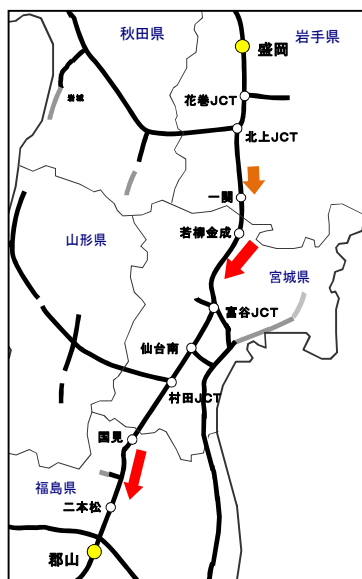 秋田県
岩手県
盛岡
岩城
花巻JCT
北上JCT
一関
若柳金成
山形県
宮城県
富谷JCT
仙台南
村田JCT
国見
福島県
二本松
郡山